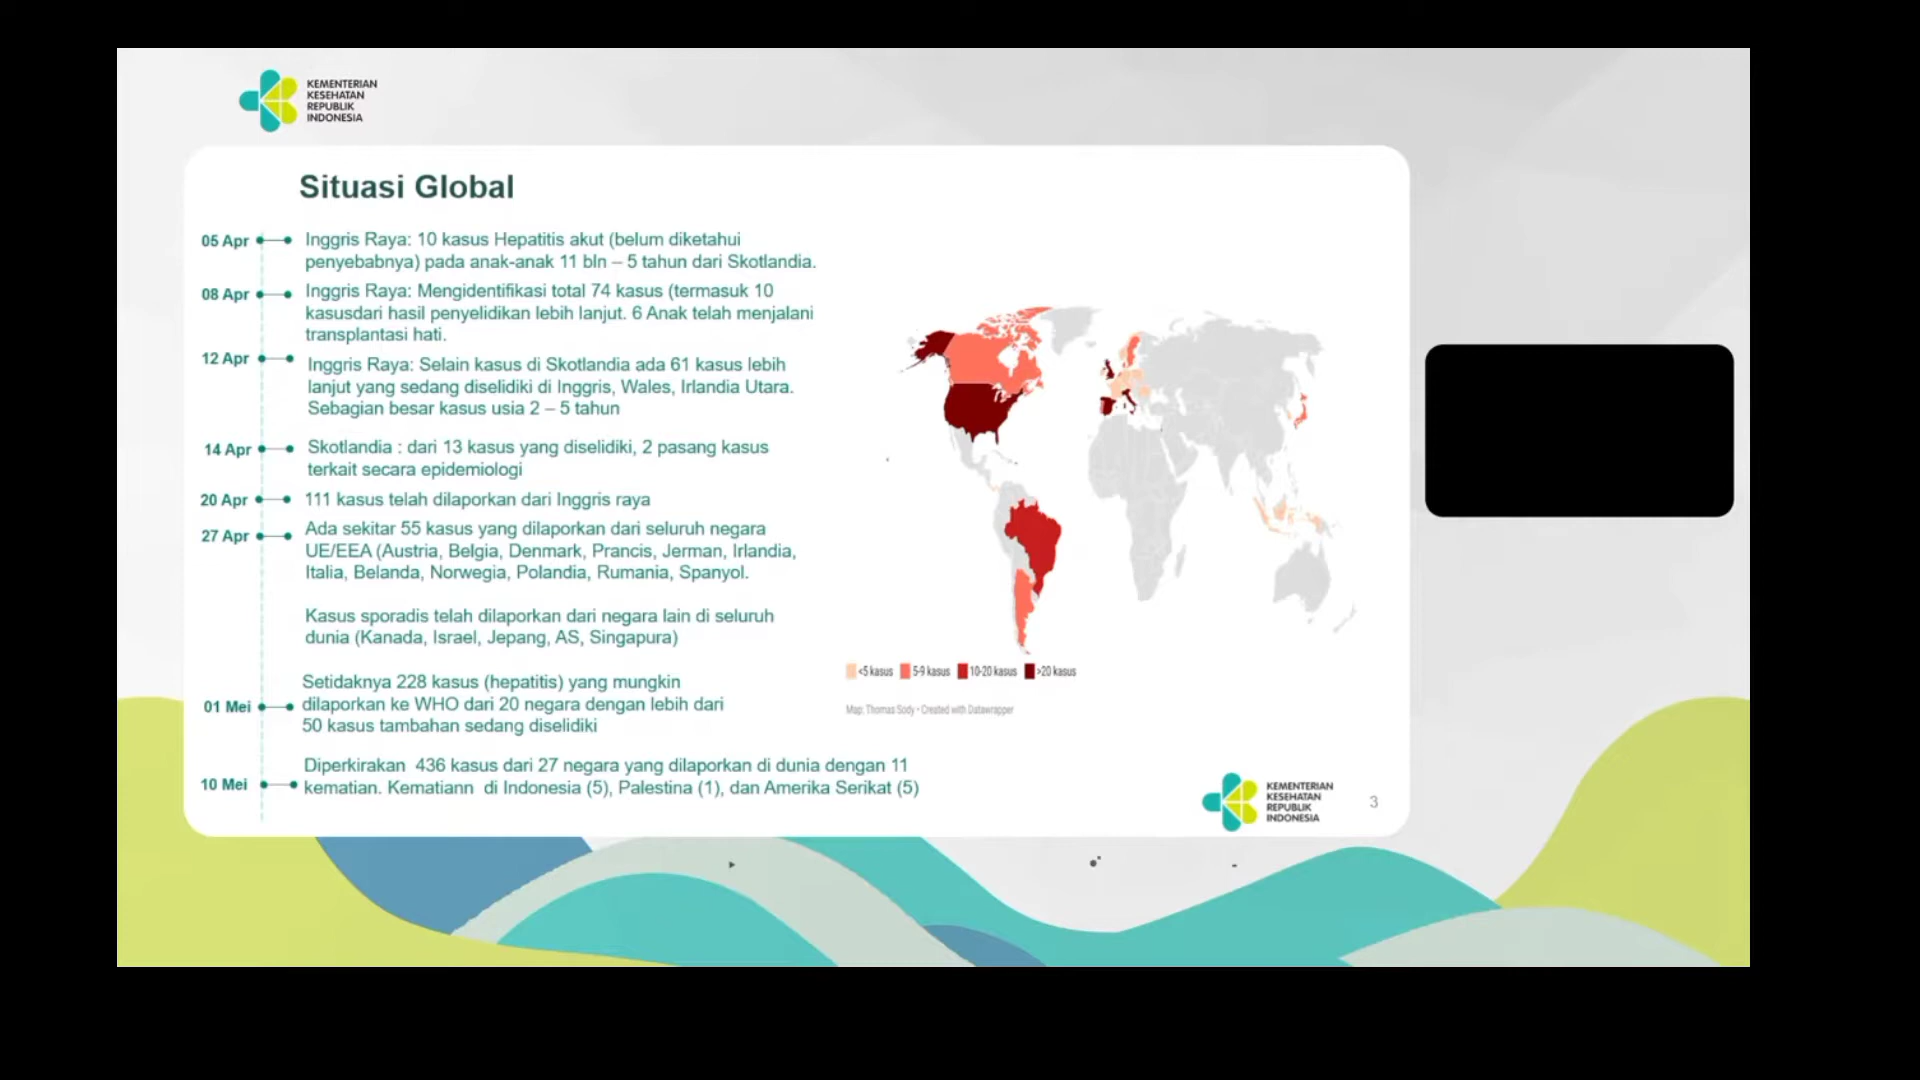 KEMENTERIAN
KESEHATAN
REPUBLIK
INDONESIA
Situasi Global
05 Apr
Inggris Raya: 10 kasus Hepatitis akut (belum diketahui
penyebabnya) pada anak-anak 11 bln – 5 tahun dari Skotlandia.
08 Apr
Inggris Raya: Mengidentifikasi total 74 kasus (termasuk 10
kasusdari hasil penyelidikan lebih lanjut. 6 Anak telah menjalani
transplantasi hati.
12 Apr
Inggris Raya: Selain kasus di Skotlandia ada 61 kasus lebih
lanjut yang sedang diselidiki di Inggris, Wales, Irlandia Utara.
Sebagian besar kasus usia 2 – 5 tahun
14 Apr
Skotlandia : dari 13 kasus yang diselidiki, 2 pasang kasus
terkait secara epidemiologi
20 Apr
111 kasus telah dilaporkan dari Inggris raya
27 Apr
Ada sekitar 55 kasus yang dilaporkan dari seluruh negara
UE/EEA (Austria, Belgia, Denmark, Prancis, Jerman, Irlandia,
Italia, Belanda, Norwegia, Polandia, Rumania, Spanyol.
Kasus sporadis telah dilaporkan dari negara lain di seluruh
dunia (Kanada, Israel, Jepang, AS, Singapura)
01 Mei
Setidaknya 228 kasus (hepatitis) yang mungkin
dilaporkan ke WHO dari 20 negara dengan lebih dari
50 kasus tambahan sedang diselidiki
10 Mei
Diperkirakan 436 kasus dari 27 negara yang dilaporkan di dunia dengan 11
kematian. Kematiann di Indonesia (5), Palestina (1), dan Amerika Serikat (5)
<5 kasus 5-9 kasus 10-20 kasus >20 kasus
Map: Thomas Sody • Created with Datawrapper
KEMENTERIAN
KESEHATAN
REPUBLIK
INDONESIA
3